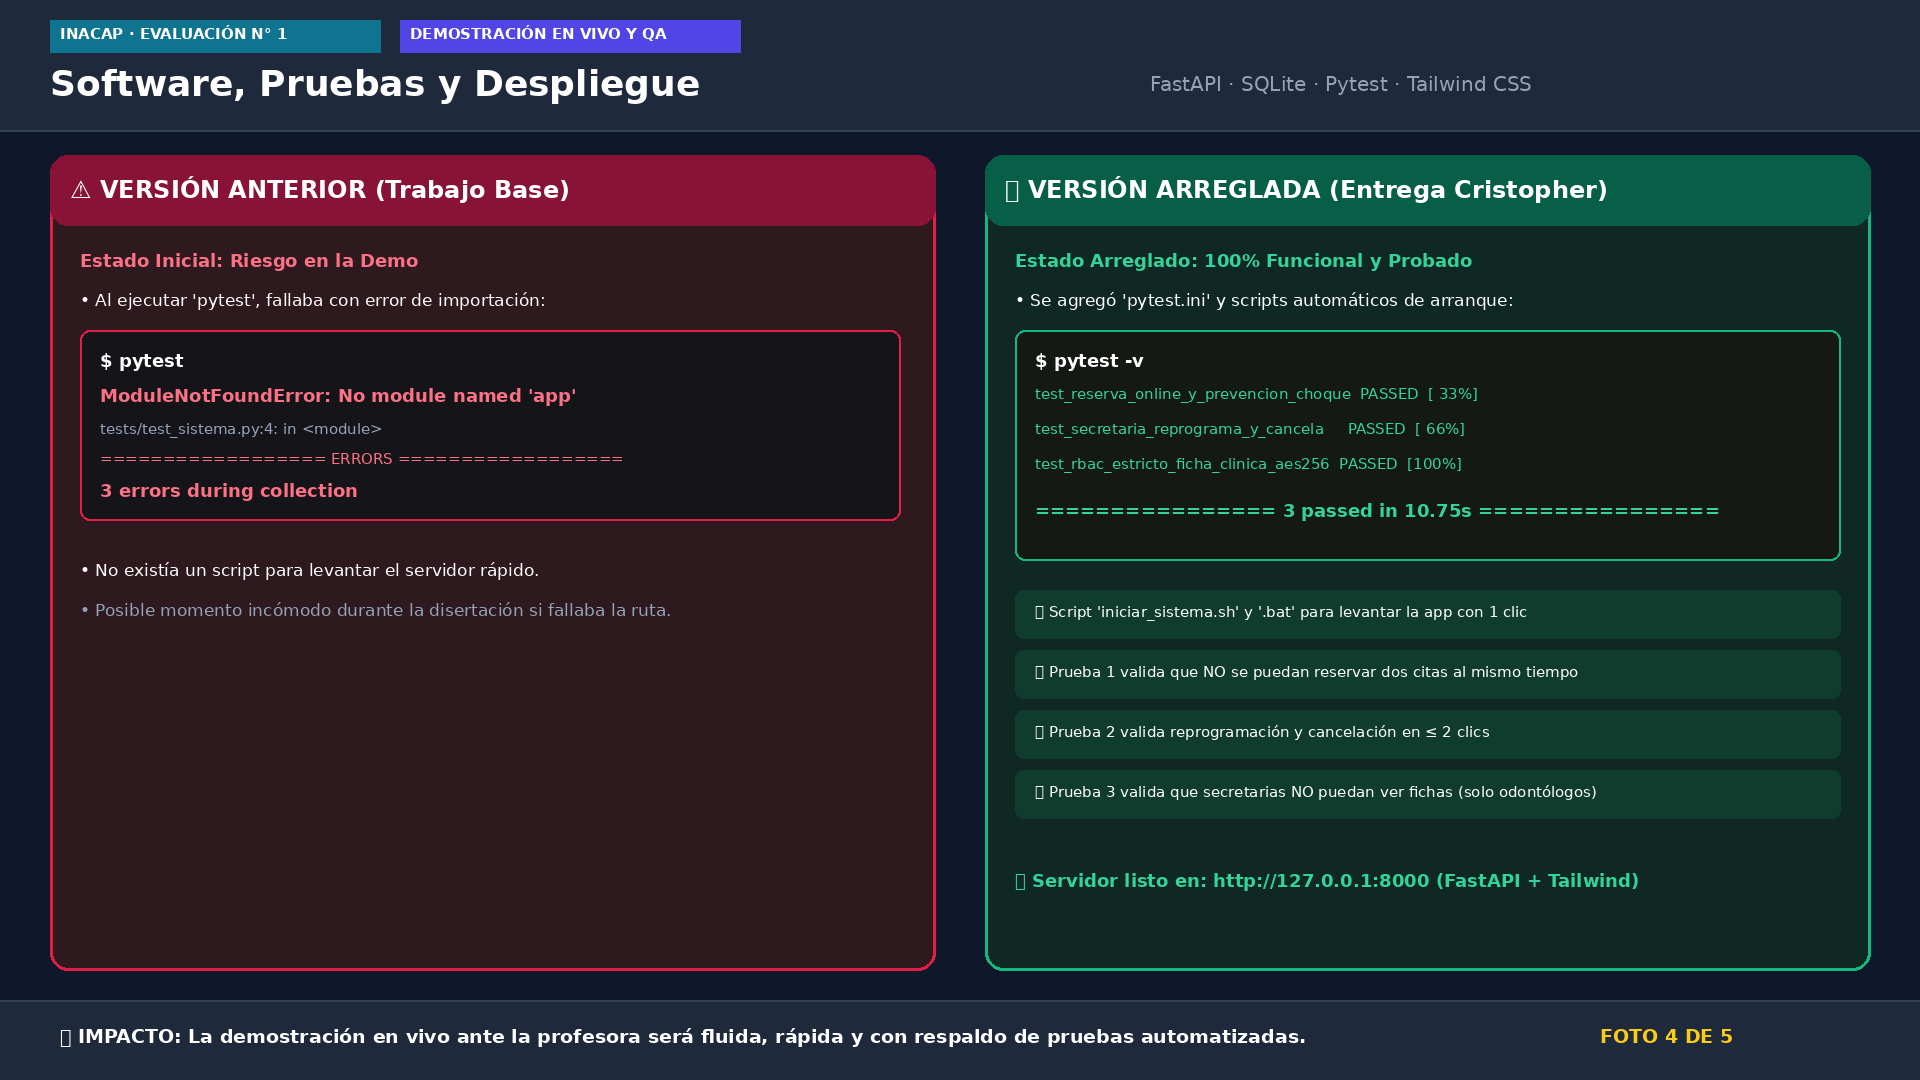 INACAP · EVALUACIÓN N° 1
DEMOSTRACIÓN EN VIVO Y QA
Software, Pruebas y Despliegue
FastAPI · SQLite · Pytest · Tailwind CSS
⚠ VERSIÓN ANTERIOR (Trabajo Base)
Estado Inicial: Riesgo en la Demo
• Al ejecutar 'pytest', fallaba con error de importación:
$ pytest
ModuleNotFoundError: No module named 'app'
tests/test_sistema.py:4: in <module>
================== ERRORS ==================
3 errors during collection
• No existía un script para levantar el servidor rápido.
• Posible momento incómodo durante la disertación si fallaba la ruta.
VERSIÓN ARREGLADA (Entrega Cristopher)
Estado Arreglado: 100% Funcional y Probado
• Se agregó 'pytest.ini' y scripts automáticos de arranque:
$ pytest -v
test_reserva_online_y_prevencion_choque PASSED [ 33%]
test_secretaria_reprograma_y_cancela PASSED [ 66%]
test_rbac_estricto_ficha_clinica_aes256 PASSED [100%]
================ 3 passed in 10.75s ================
Script 'iniciar_sistema.sh' y '.bat' para levantar la app con 1 clic
Prueba 1 valida que NO se puedan reservar dos citas al mismo tiempo
Prueba 2 valida reprogramación y cancelación en ≤ 2 clics
Prueba 3 valida que secretarias NO puedan ver fichas (solo odontólogos)
Servidor listo en: http://127.0.0.1:8000 (FastAPI + Tailwind)
IMPACTO: La demostración en vivo ante la profesora será fluida, rápida y con respaldo de pruebas automatizadas.
FOTO 4 DE 5